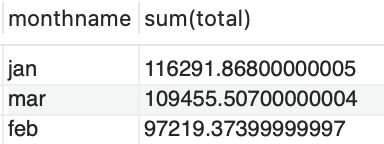 monthname sum(total)
jan 116291.86800000005
mar 109455.50700000004
feb 97219.37399999997